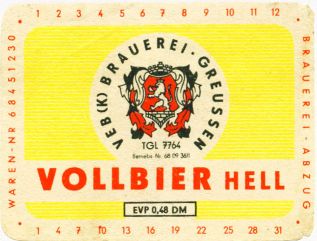 • 1 2 3 4 5 6 7 8 9 10 11 12 •
WAREN-NR 68451230
VEB(K) BRAUEREI • GREUSSEN
TGL 7764
Betriebs Nr. 68 09 3611
VOLLBIER HELL
EVP 0,48 DM
BRAUEREI-ABZUG
• 1 4 7 10 13 16 19 22 25 28 31 •